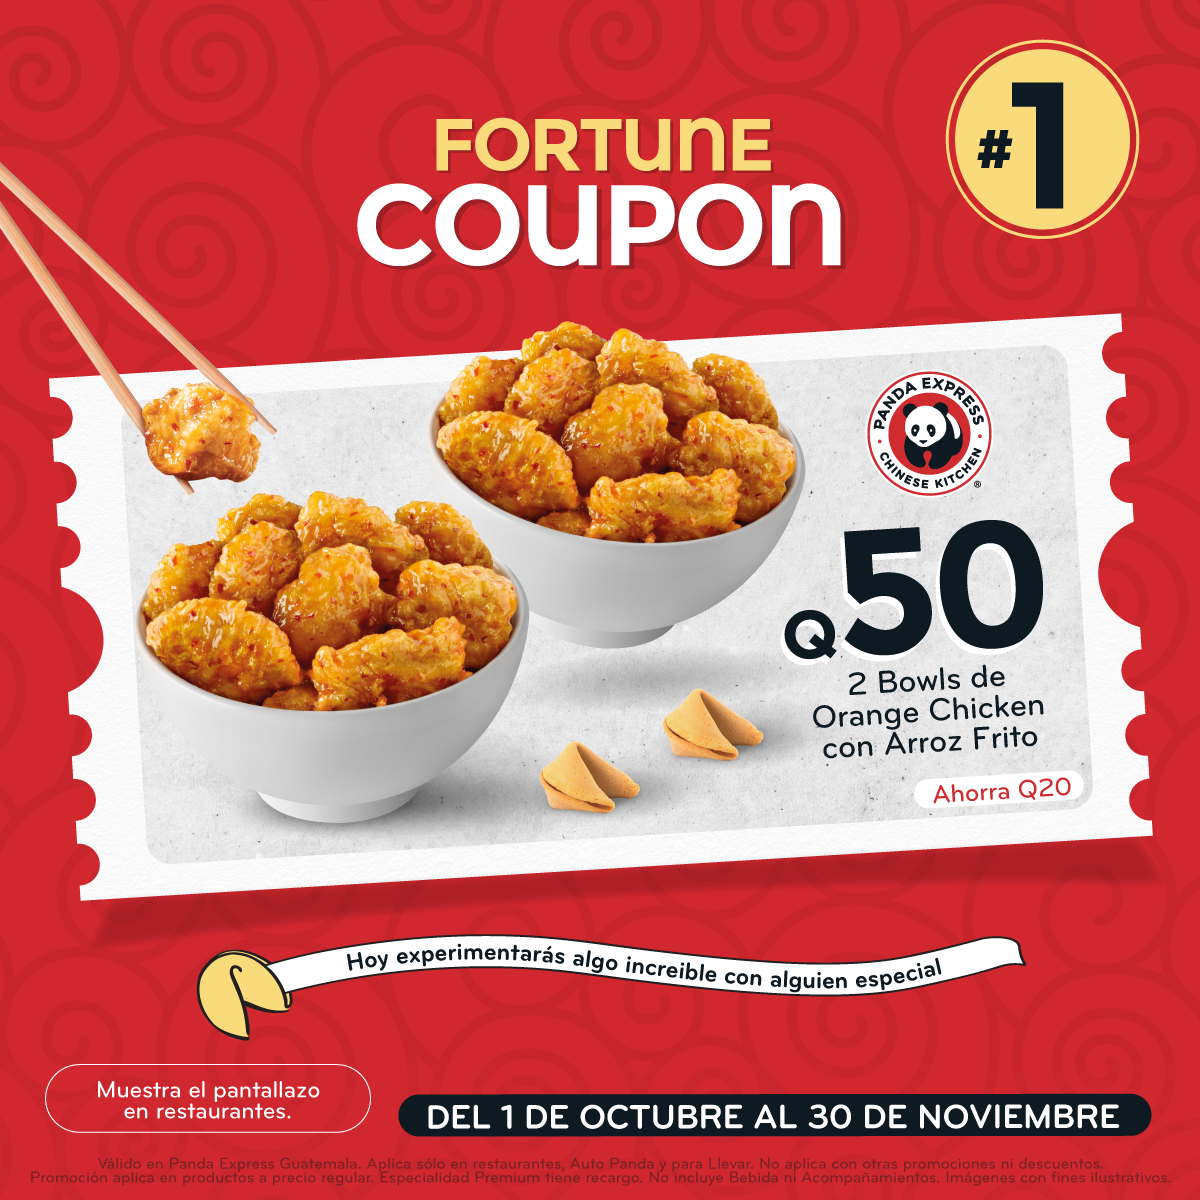 #1
FORTUNE
COUPON
PANDA EXPRESS
CHINESE KITCHEN
®
Q50
2 Bowls de
Orange Chicken
con Arroz Frito
Ahorra Q20
Hoy experimentarás algo increible con alguien especial
Muestra el pantallazo
en restaurantes.
DEL 1 DE OCTUBRE AL 30 DE NOVIEMBRE
Válido en Panda Express Guatemala. Aplica sólo en restaurantes, Auto Panda y para Llevar. No aplica con otras promociones ni descuentos.
Promoción aplica en productos a precio regular. Especialidad Premium tiene recargo. No incluye Bebida ni Acompañamientos. Imágenes con fines ilustrativos.